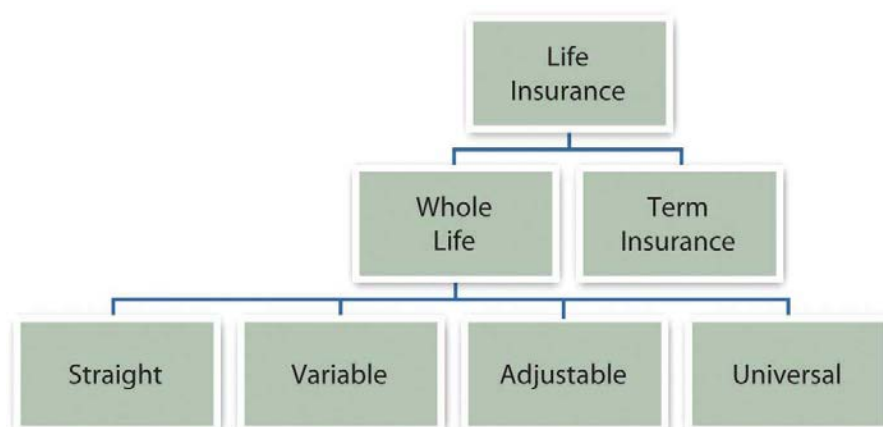 Life
Insurance
Whole
Life
Term
Insurance
Straight
Variable
Adjustable
Universal